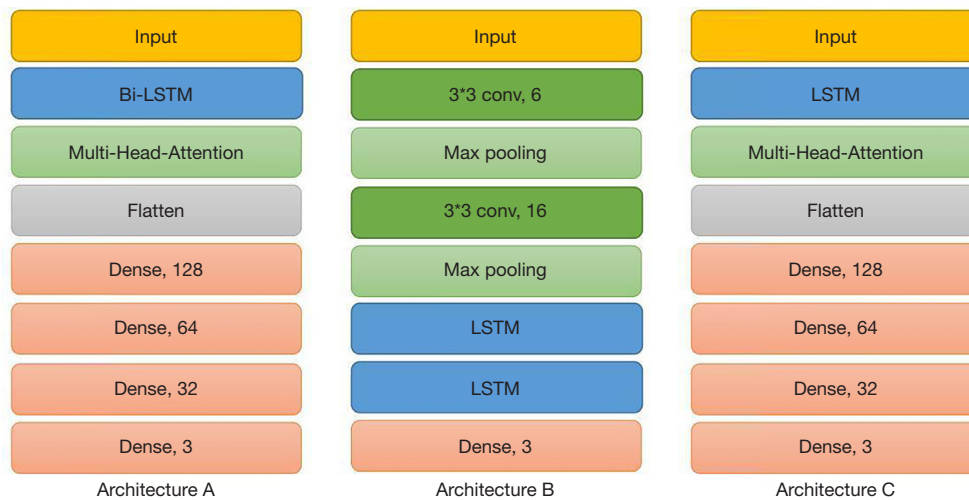 Input
Bi-LSTM
Multi-Head-Attention
Flatten
Dense, 128
Dense, 64
Dense, 32
Dense, 3
Architecture A
Input
3*3 conv, 6
Max pooling
3*3 conv, 16
Max pooling
LSTM
LSTM
Dense, 3
Architecture B
Input
LSTM
Multi-Head-Attention
Flatten
Dense, 128
Dense, 64
Dense, 32
Dense, 3
Architecture C